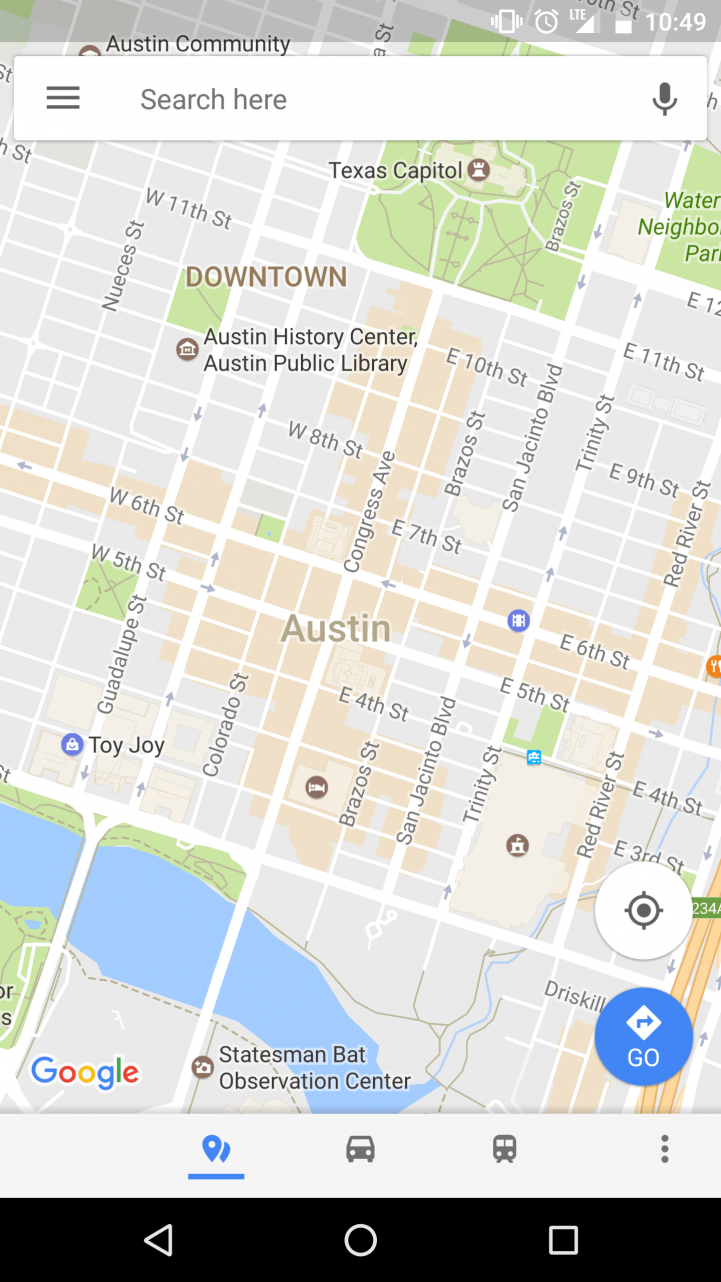 10th St
LTE
10:49
Austin Community
Search here
Texas Capitol
W 11th St
Brazos St
Nueces St
DOWNTOWN
Austin History Center,
Austin Public Library
E 10th St
E 11th St
W 8th St
Congress Ave
Brazos St
San Jacinto Blvd
Trinity St
E 9th St
W 6th St
E 7th St
Red River St
W 5th St
Austin
E 6th St
Guadalupe St
Colorado St
E 4th St
E 5th St
Toy Joy
Brazos St
San Jacinto Blvd
Trinity St
Red River St
E 4th St
E 3rd St
234A
Driskill
GO
Google
Statesman Bat
Observation Center